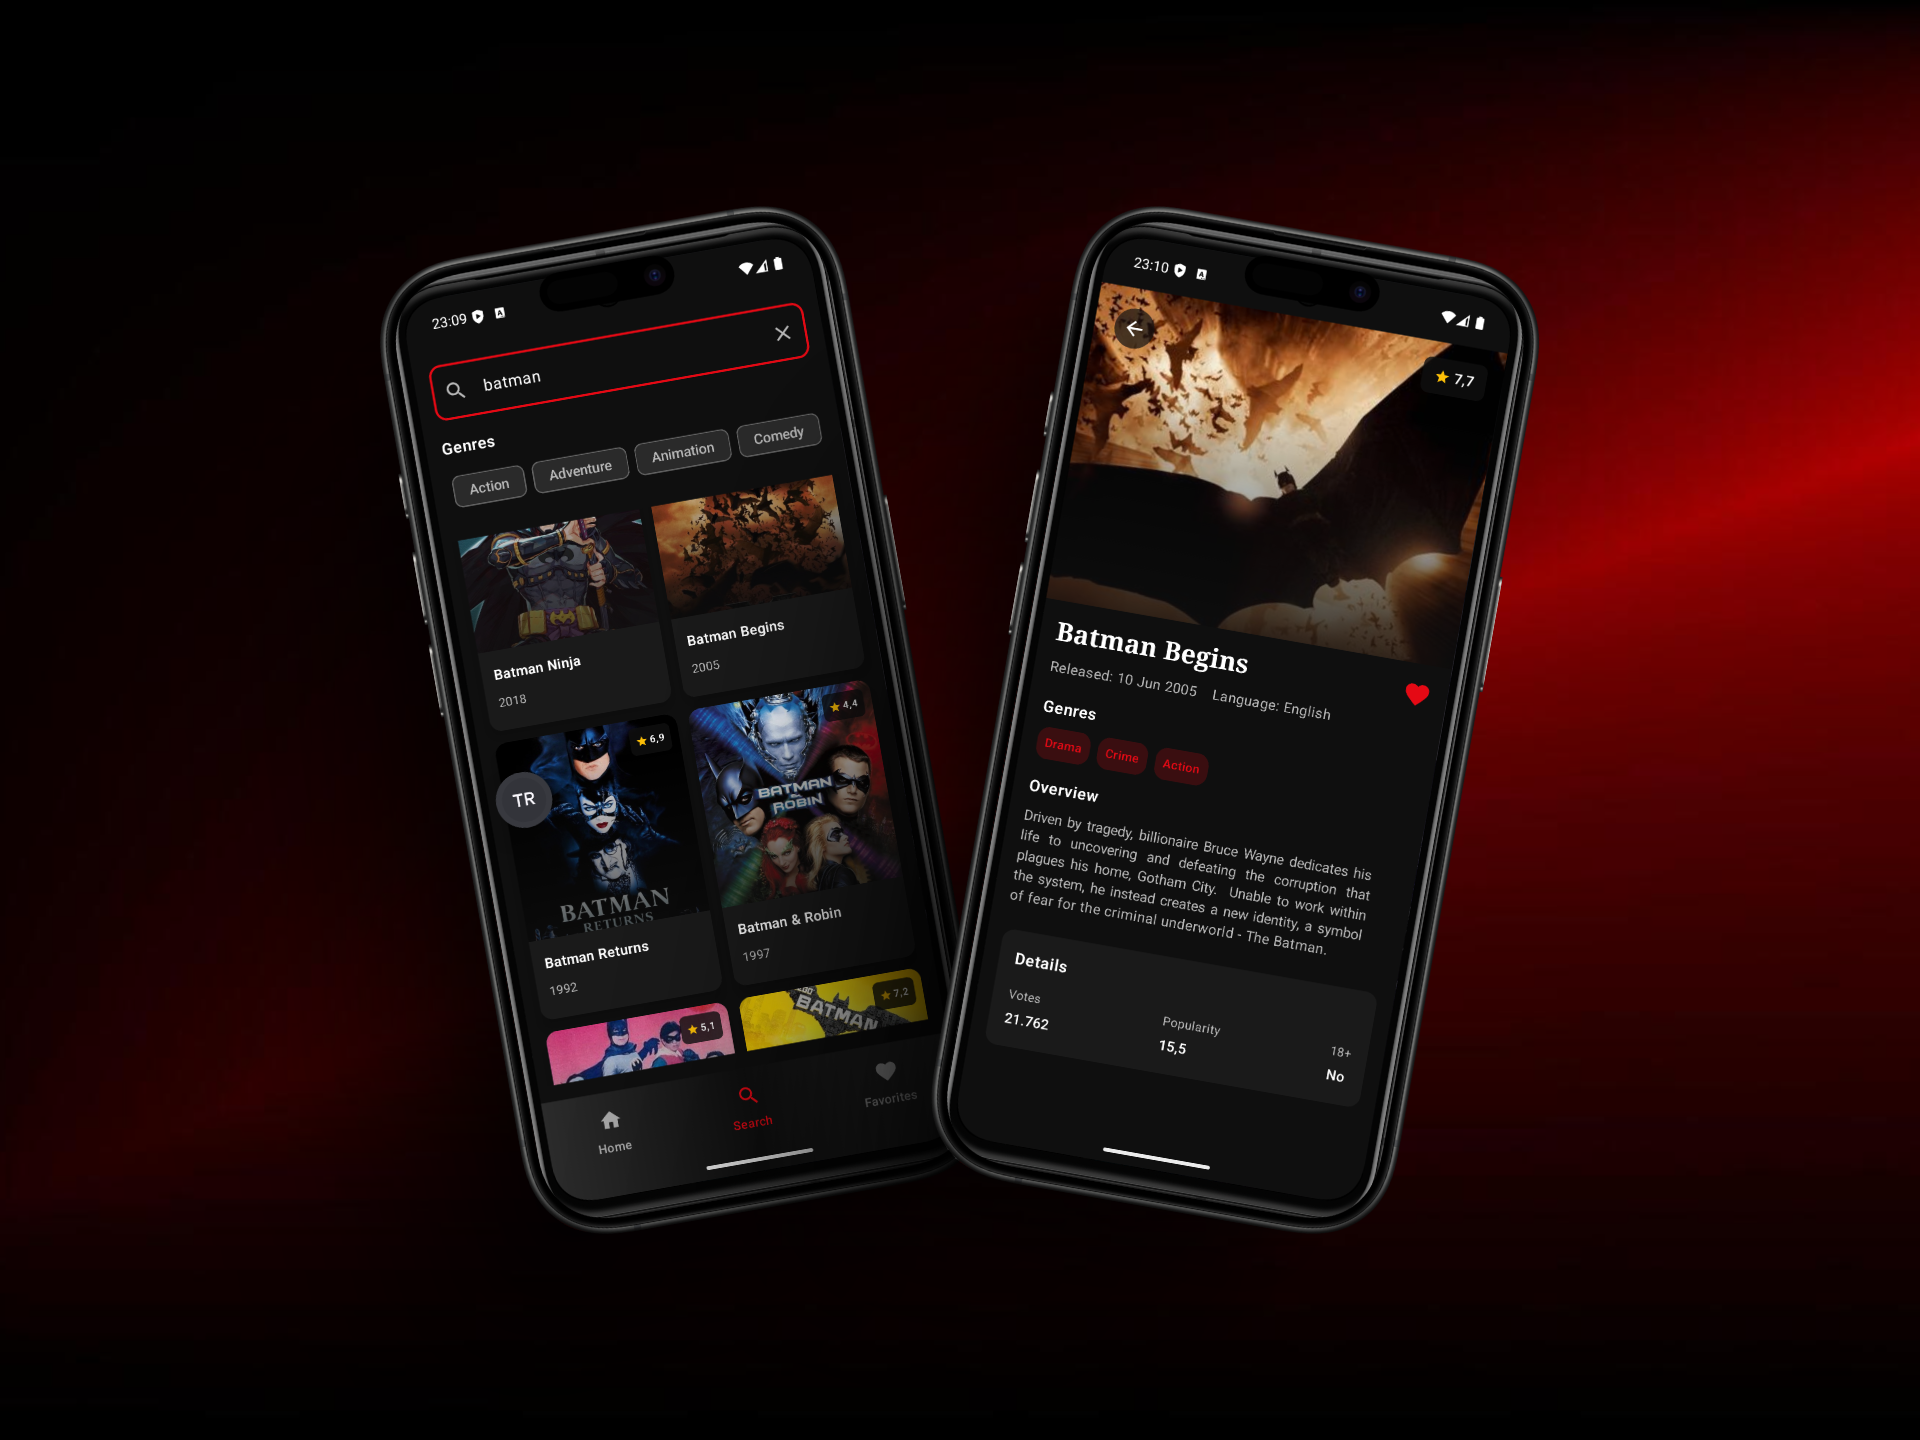 23:09
batman
Genres
Action
Adventure
Animation
Comedy
Batman Ninja
2018
Batman Begins
2005
6,9
TR
BATMAN
RETURNS
Batman Returns
1992
4,4
BATMAN
ROBIN
Batman & Robin
1997
5,1
7,2
BATMAN
Home
Search
Favorites
23:10
7,7
Batman Begins
Released: 10 Jun 2005
Language: English
Genres
Drama
Crime
Action
Overview
Driven by tragedy, billionaire Bruce Wayne dedicates his
life to uncovering and defeating the corruption that
plagues his home, Gotham City. Unable to work within
the system, he instead creates a new identity, a symbol
of fear for the criminal underworld - The Batman.
Details
Votes
21.762
Popularity
15,5
18+
No